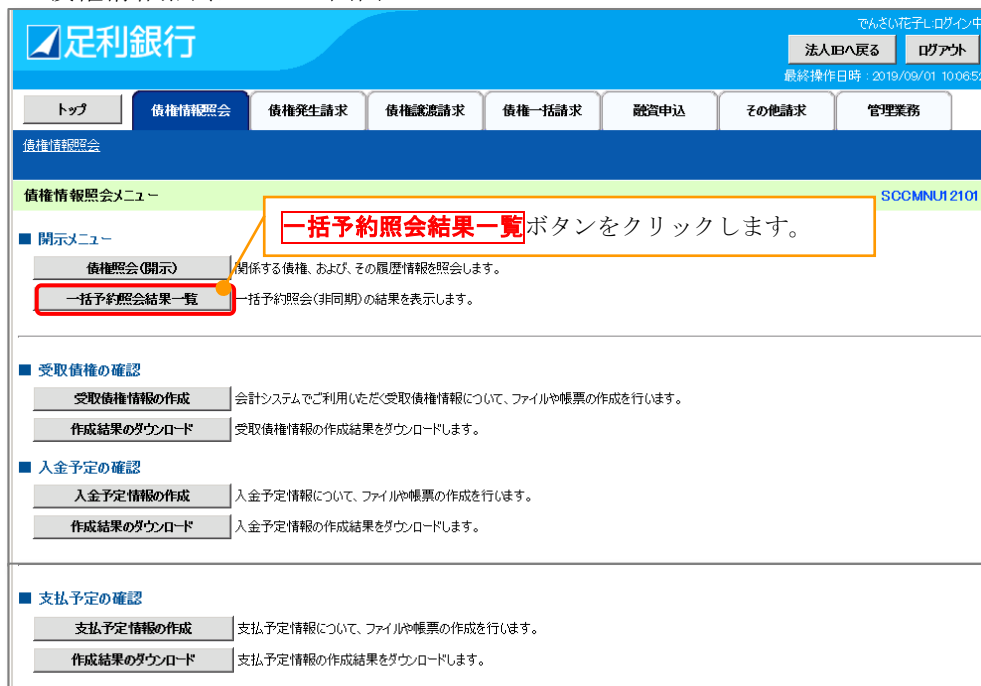 足利銀行
でんさい花子L:ログイン中
法人IBへ戻る ログアウト
最終操作日時：2019/09/01 10:06:52
トップ 債権情報照会 債権発生請求 債権譲渡請求 債権一括請求 融資申込 その他請求 管理業務
債権情報照会
債権情報照会メニュー SCCMNU12101
一括予約照会結果一覧ボタンをクリックします。
■ 開示メニュー
債権照会(開示) 関係する債権、および、その履歴情報を照会します。
一括予約照会結果一覧 一括予約照会(非同期)の結果を表示します。
■ 受取債権の確認
受取債権情報の作成 会計システムでご利用いただく受取債権情報について、ファイルや帳票の作成を行います。
作成結果のダウンロード 受取債権情報の作成結果をダウンロードします。
■ 入金予定の確認
入金予定情報の作成 入金予定情報について、ファイルや帳票の作成を行います。
作成結果のダウンロード 入金予定情報の作成結果をダウンロードします。
■ 支払予定の確認
支払予定情報の作成 支払予定情報について、ファイルや帳票の作成を行います。
作成結果のダウンロード 支払予定情報の作成結果をダウンロードします。